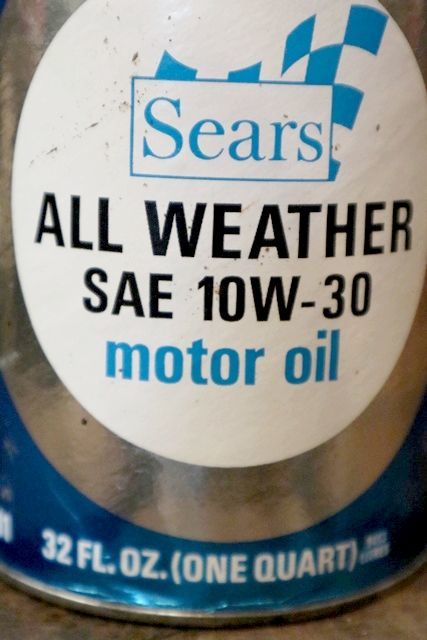 Sears
ALL WEATHER
SAE 10W-30
motor oil
32 FL. OZ. (ONE QUART)